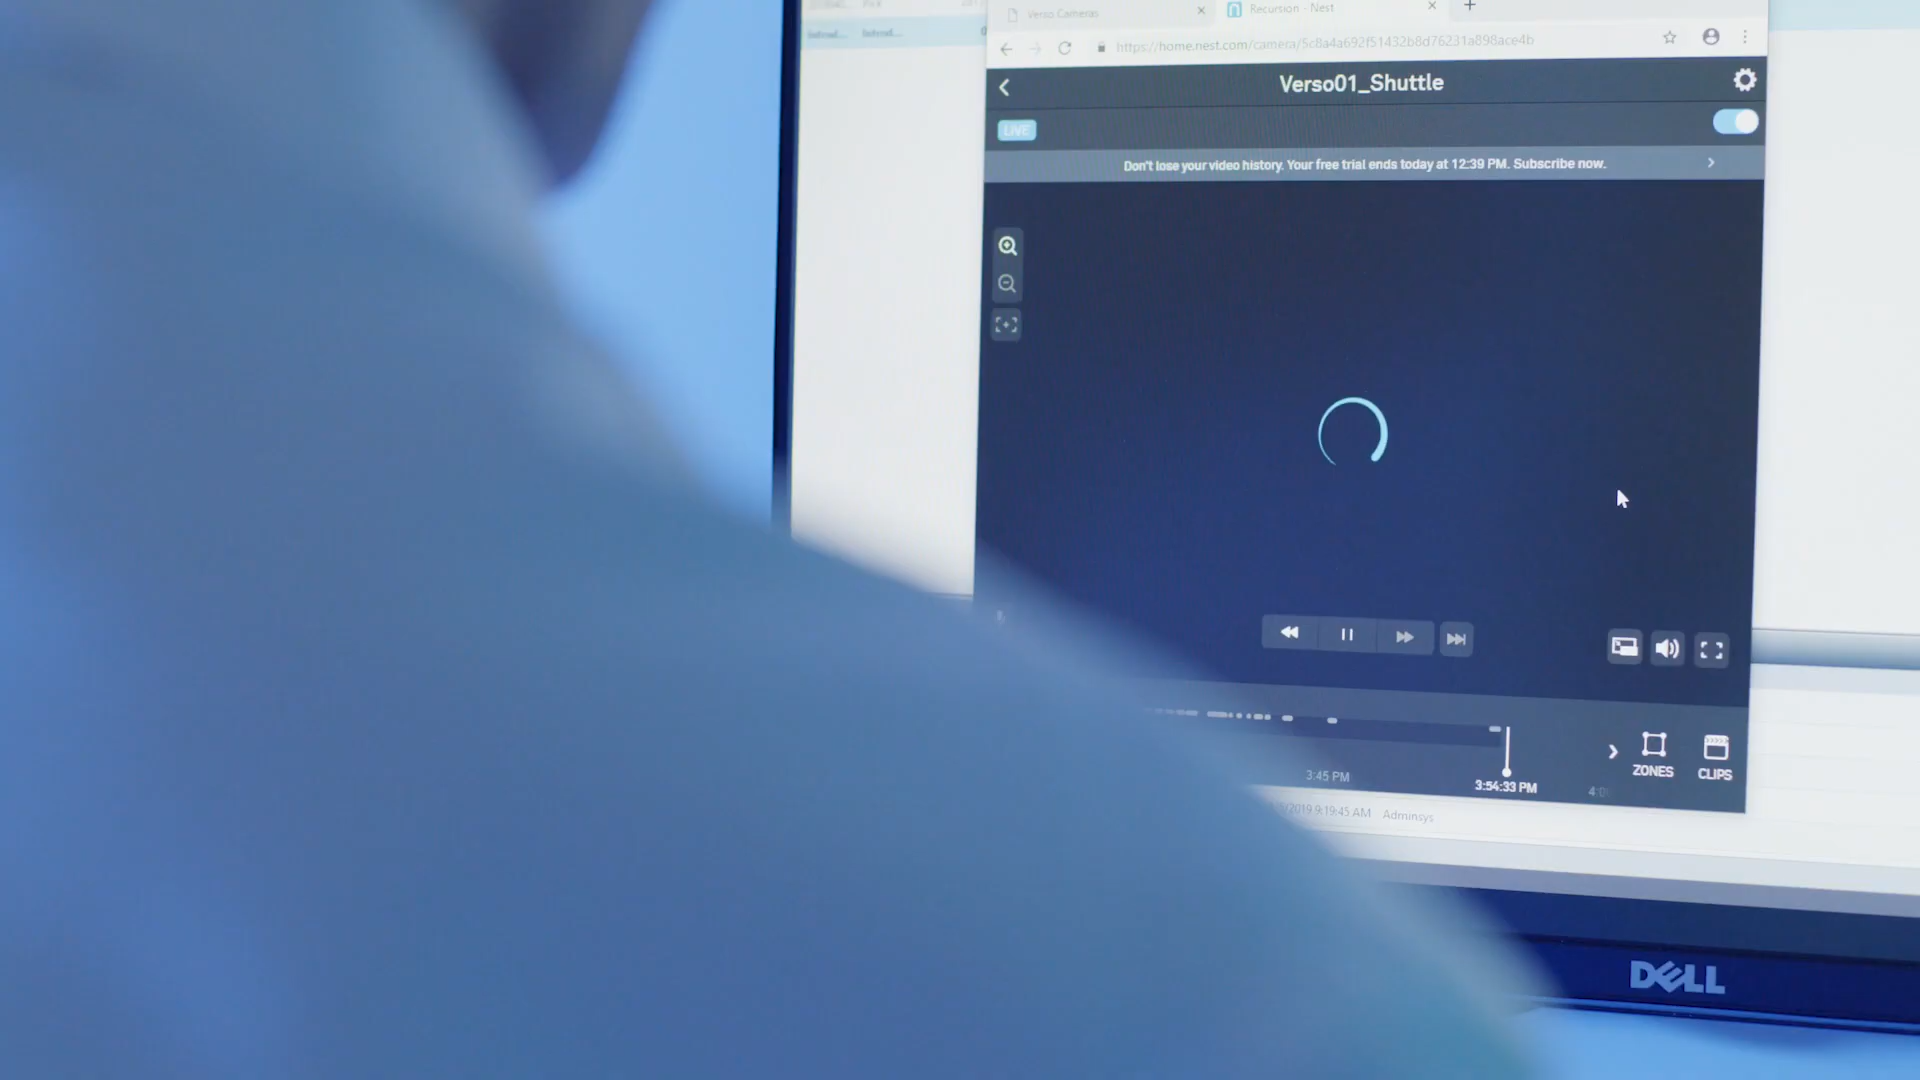 Verso Cameras
Recursion - Nest
https://home.nest.com/camera/5c8a4a692f51432b8d76231a898ace4b
Verso01_Shuttle
LIVE
Don't lose your video history. Your free trial ends today at 12:39 PM. Subscribe now.
ZONES
CLIPS
3:45 PM
3:54:33 PM
4:0
/2019 9:19:45 AM Adminsys
DELL